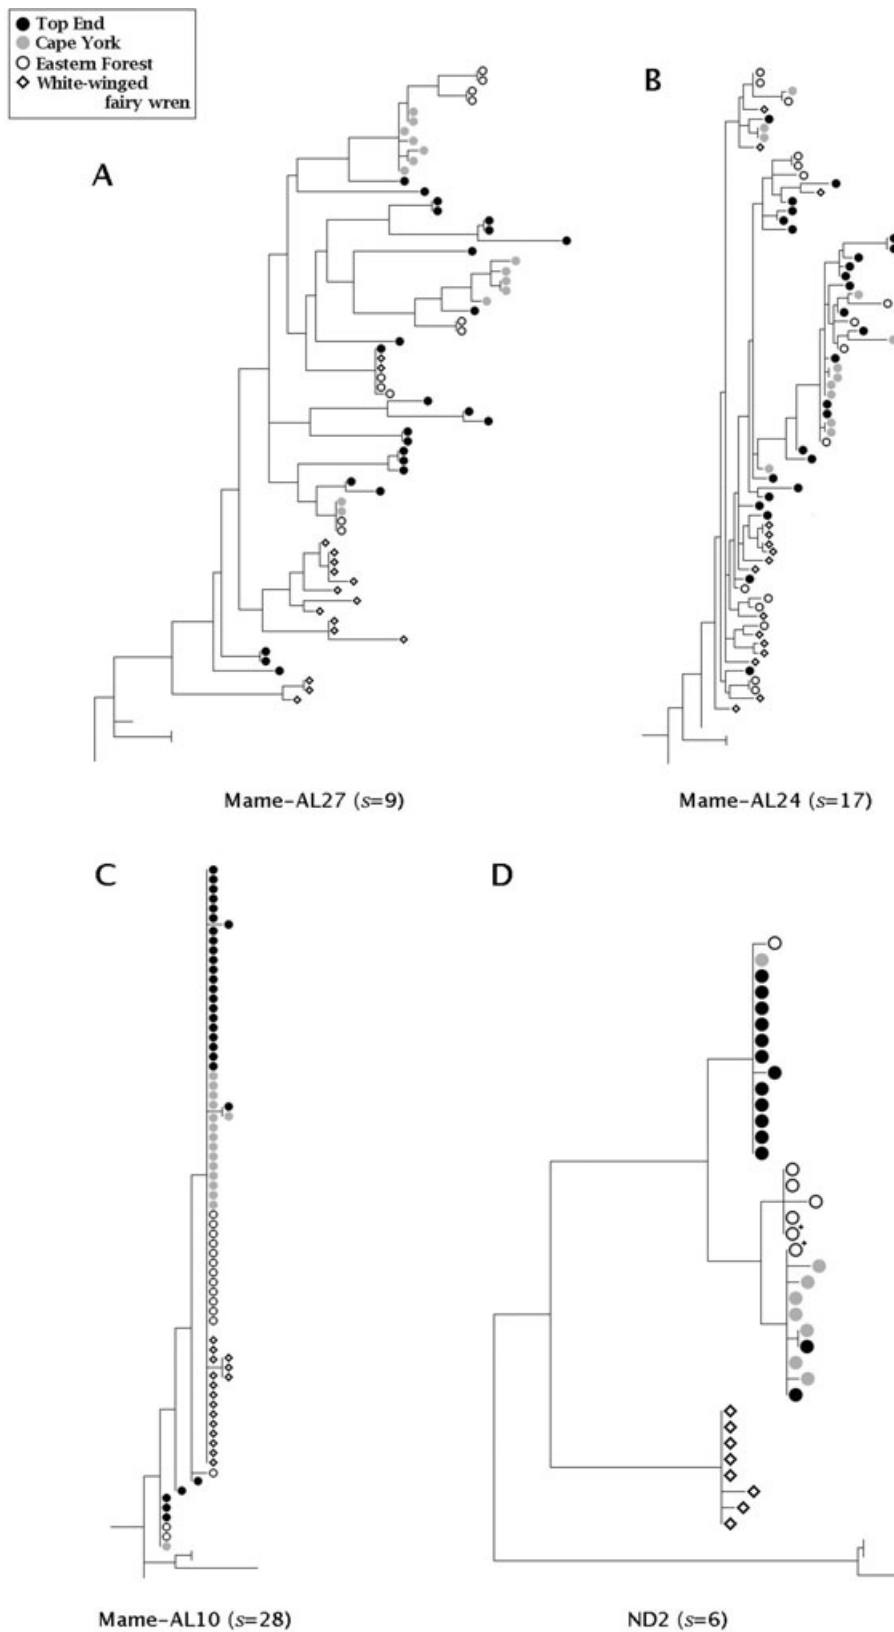 Top End
Cape York
Eastern Forest
White-winged
fairy wren
A
B
Mame-AL27 (s=9)
Mame-AL24 (s=17)
C
D
Mame-AL10 (s=28)
ND2 (s=6)